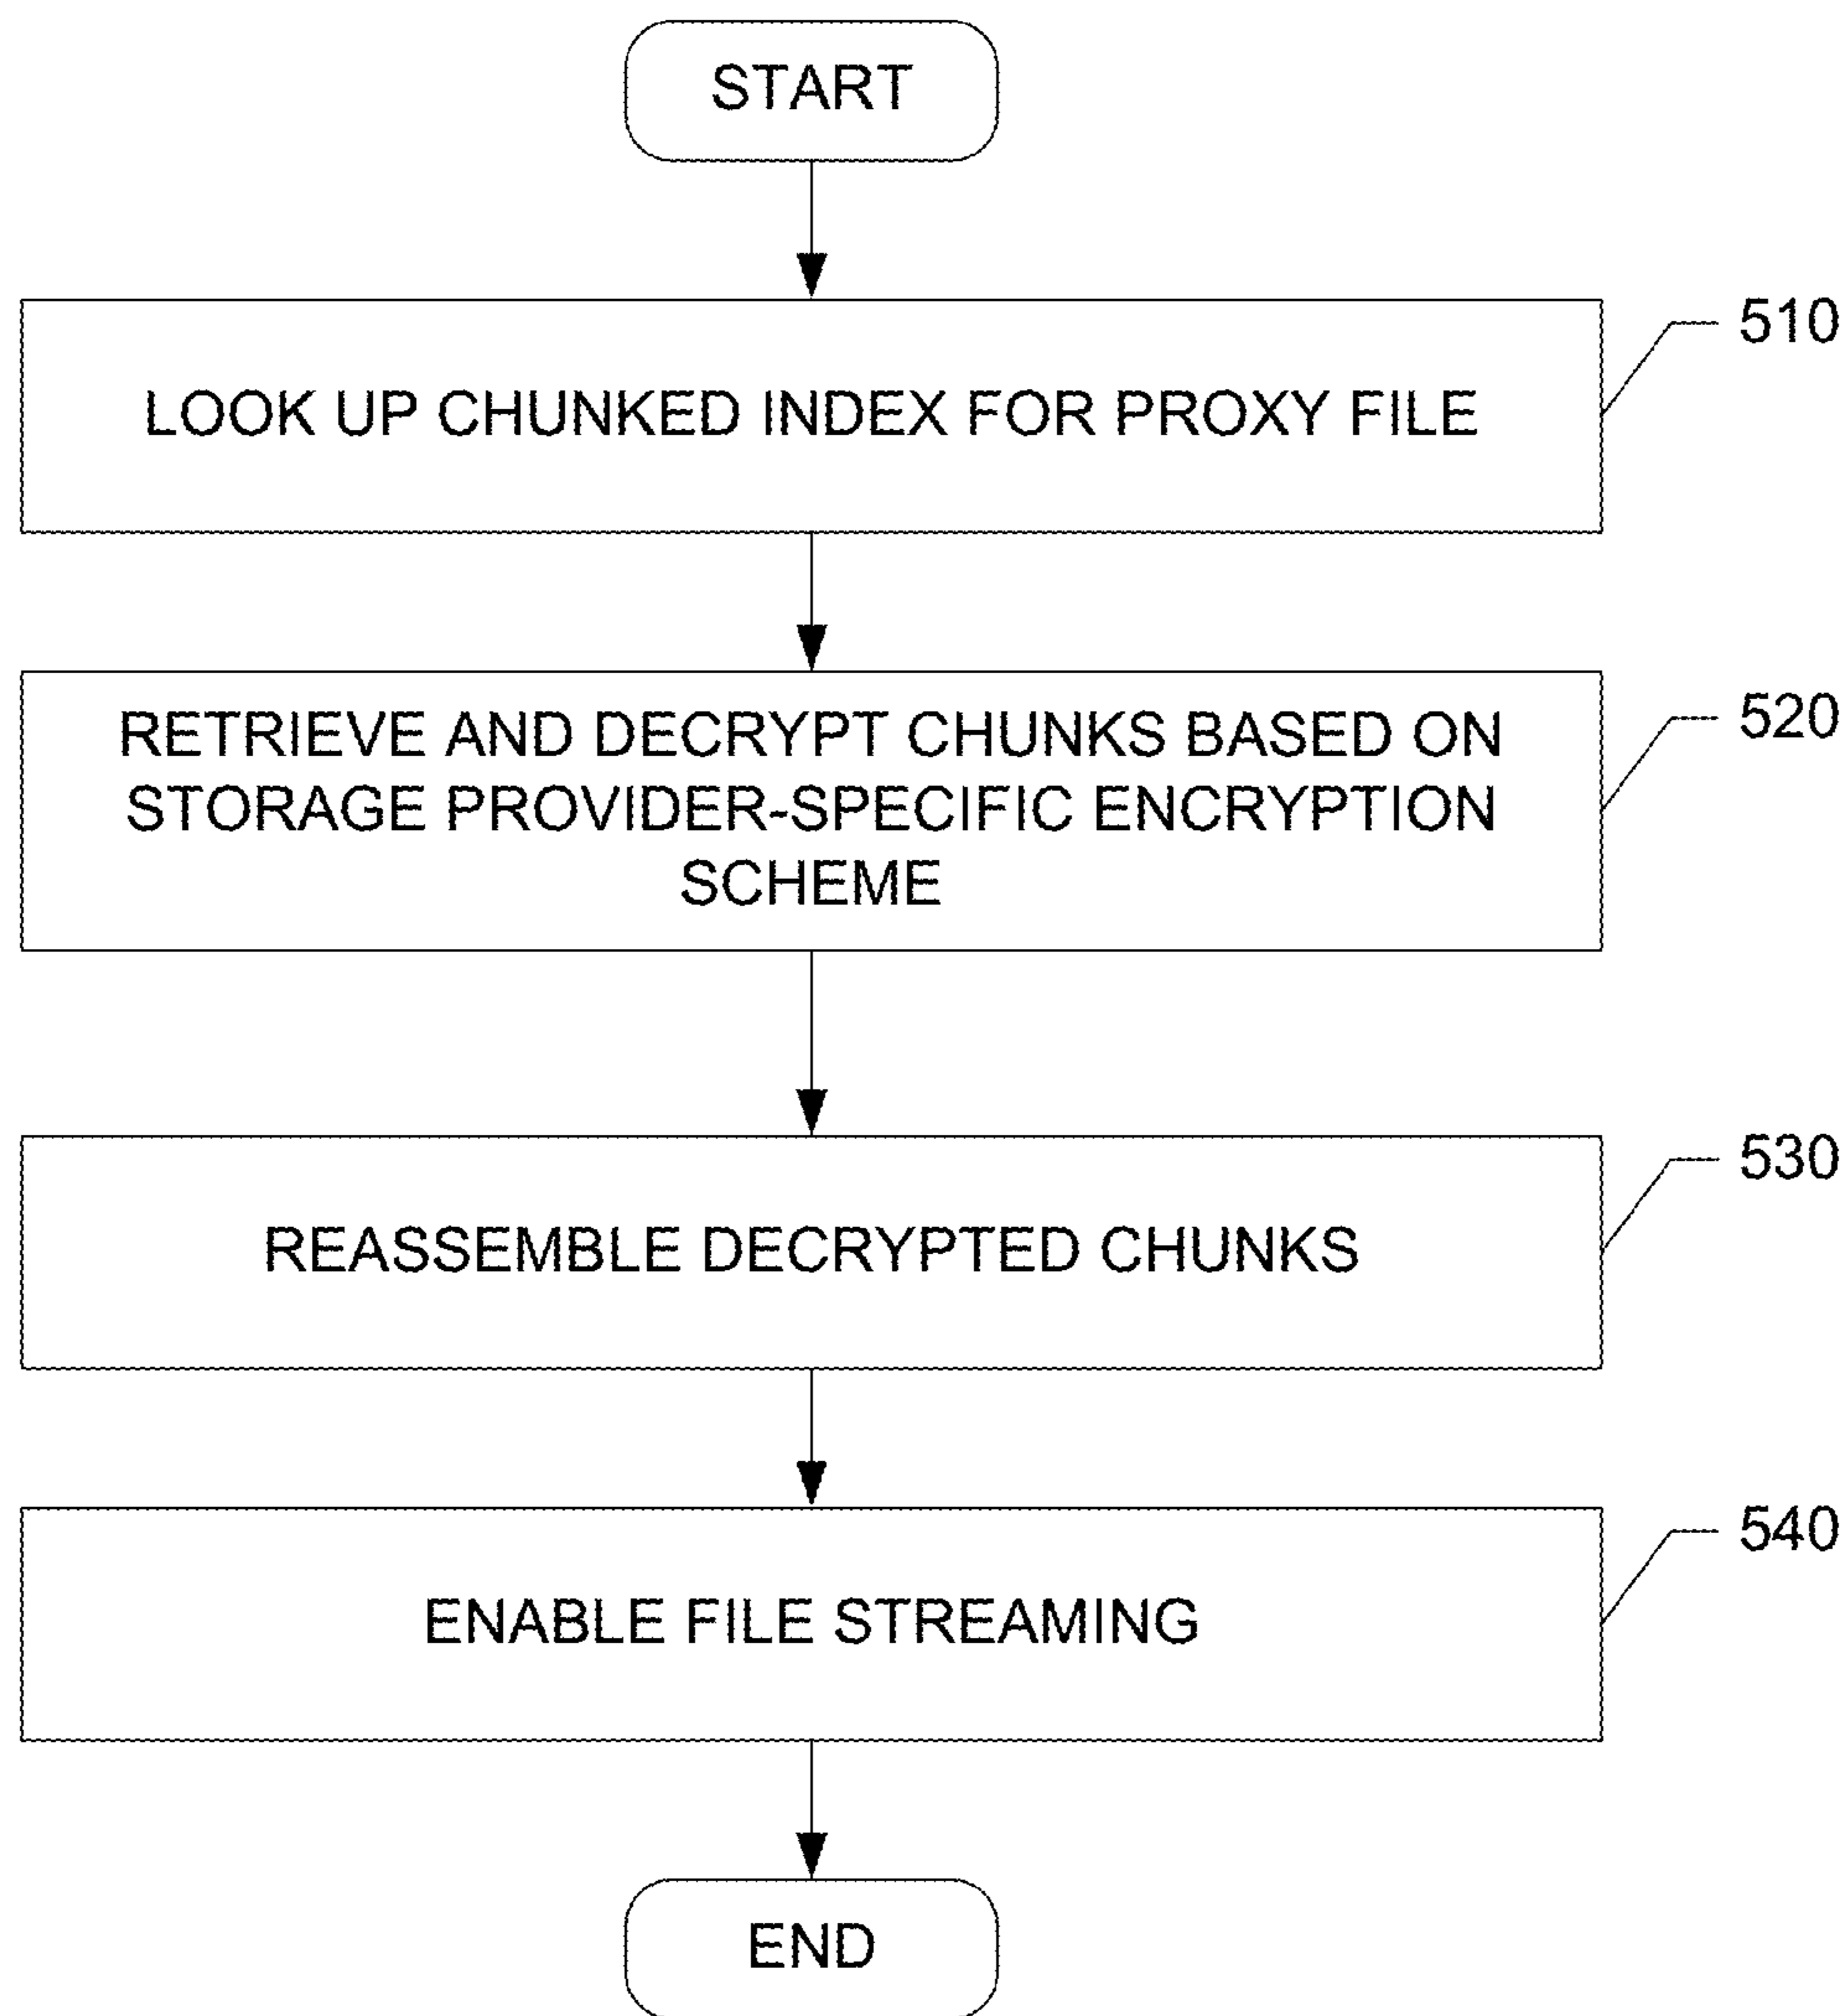 START
510
LOOK UP CHUNKED INDEX FOR PROXY FILE
520
RETRIEVE AND DECRYPT CHUNKS BASED ON
STORAGE PROVIDER-SPECIFIC ENCRYPTION
SCHEME
530
REASSEMBLE DECRYPTED CHUNKS
540
ENABLE FILE STREAMING
END